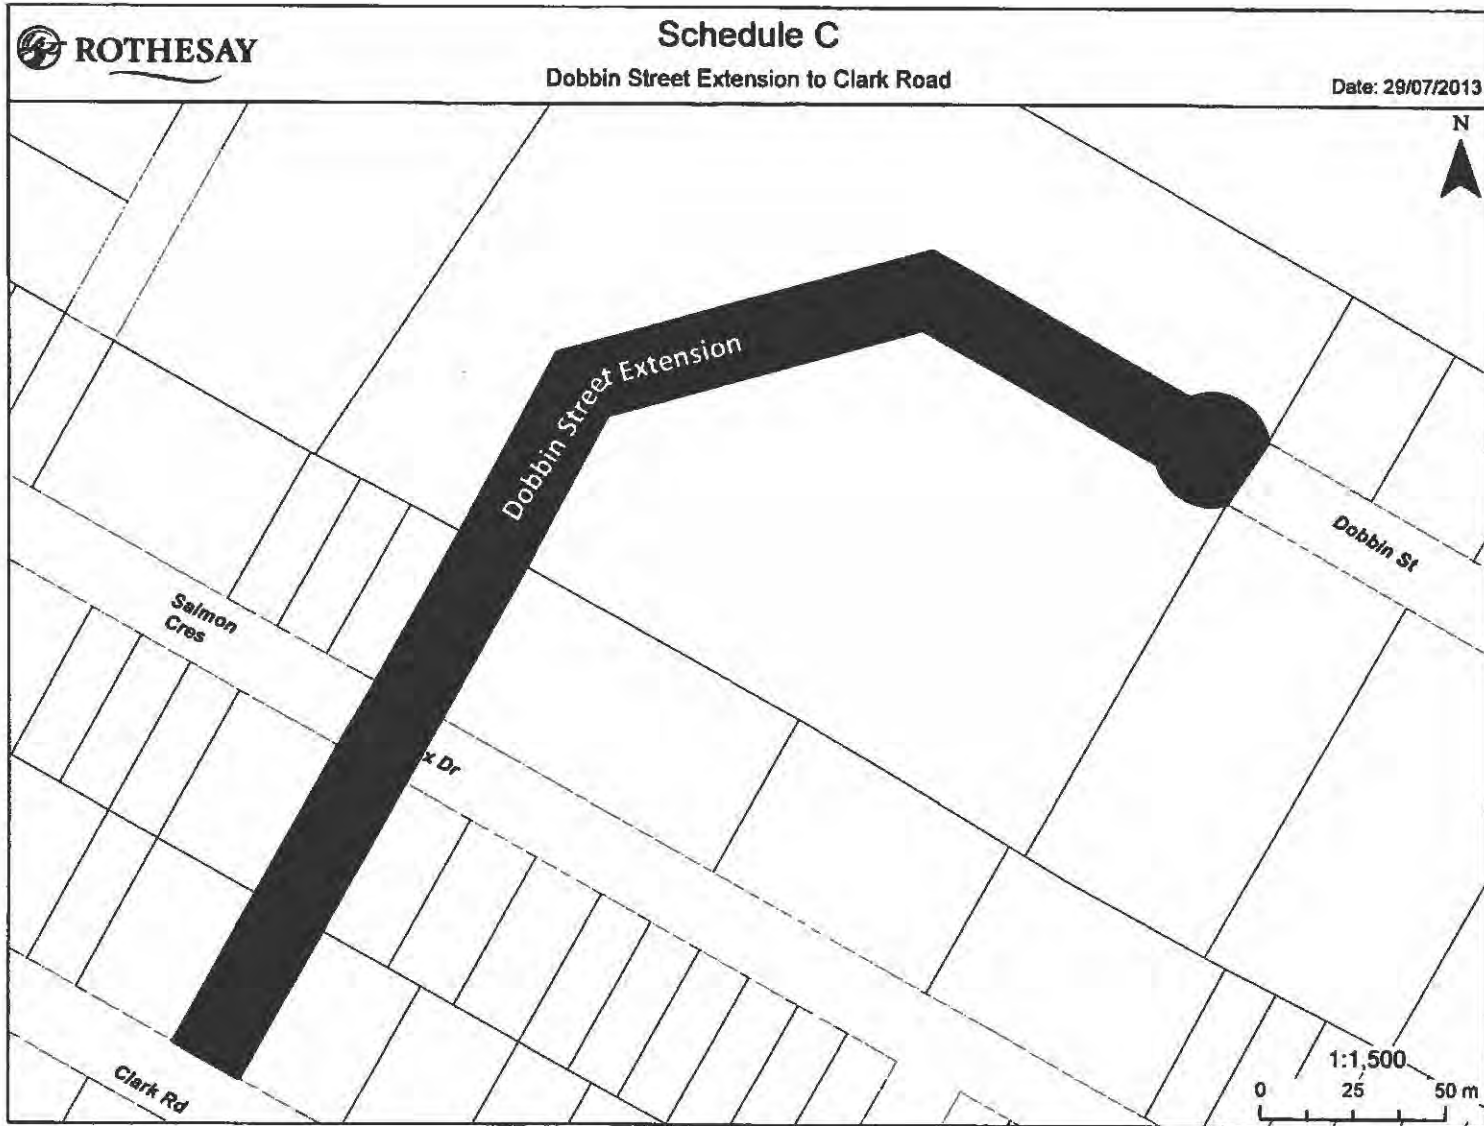 ROTHESAY
Schedule C
Dobbin Street Extension to Clark Road
Date: 29/07/2013
N
Dobbin Street Extension
Dobbin St
Salmon
Cres
x Dr
Clark Rd
1:1,500
0 25 50 m